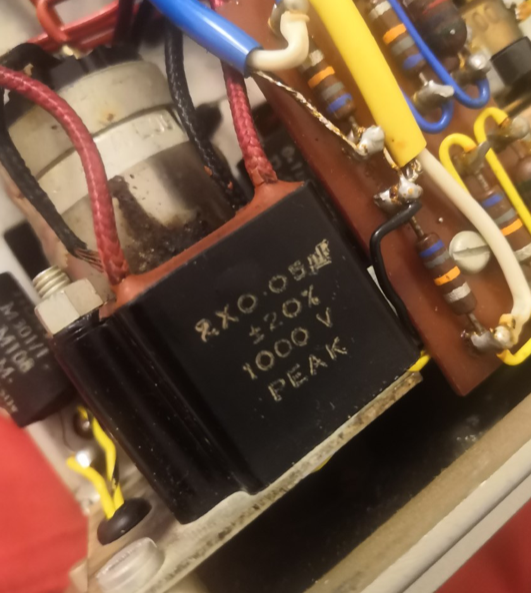 2X0.05µF
±20%
1000 V
PEAK